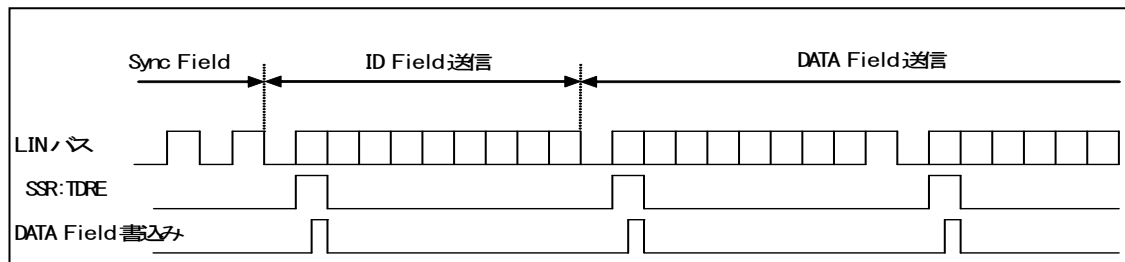 Sync Field
ID Field送信
DATA Field送信
LINバス
SSR:TDRE
DATA Field書込み